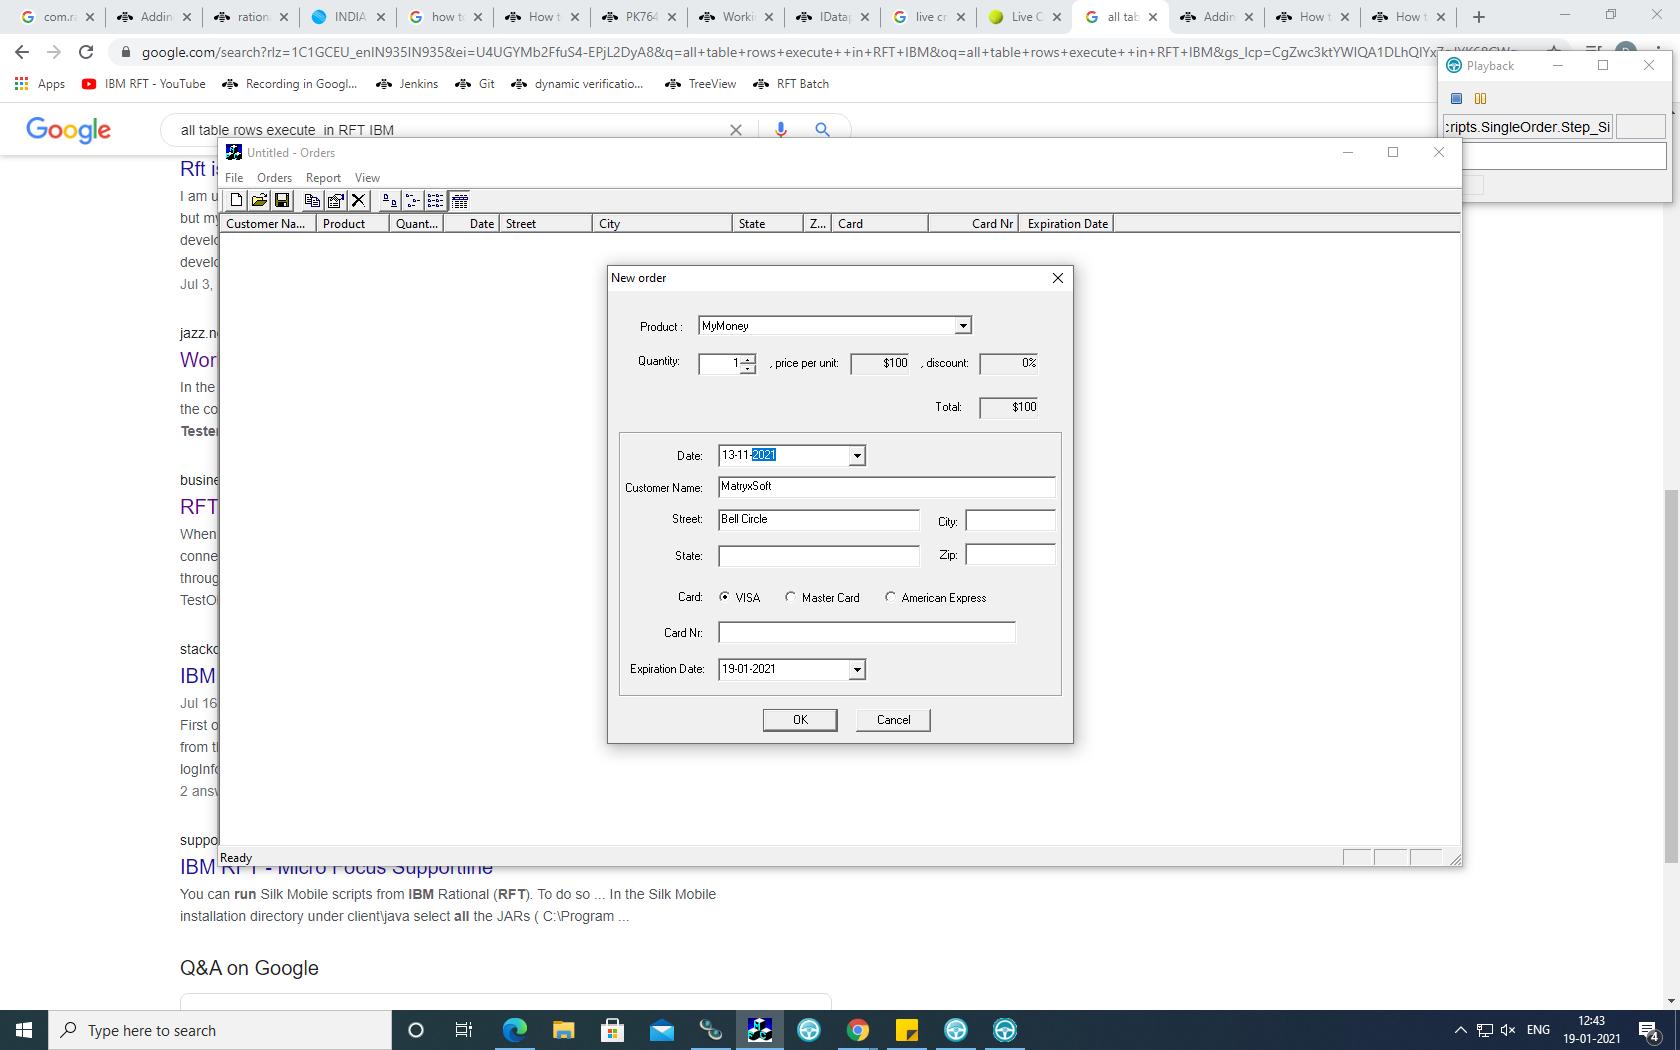 com.ra
Addin
ration
INDIA
how to
How t
PK764
Workin
IDatap
live cr
Live C
all tab
Addin
How t
How t
google.com/search?rlz=1C1GCEU_enIN935IN935&ei=U4UGYMb2FfuS4-EPjL2DyA8&q=all+table+rows+execute++in+RFT+IBM&oq=all+table+rows+execute++in+RFT+IBM&gs_lcp=
Apps
IBM RFT - YouTube
Recording in Googl...
Jenkins
Git
dynamic verificatio...
TreeView
RFT Batch
Playback
:ripts.SingleOrder.Step_Si
Google
all table rows execute  in RFT IBM
Untitled - Orders
File Orders Report View
Customer Na... Product Quant... Date Street City State Z... Card Card Nr Expiration Date
Rft is
I am u
but my
develo
develo
Jul 3,
jazz.ne
Wor
In the
the co
Tester
busine
RFT
When
conne
throug
TestO
stacko
IBM
Jul 16
First o
from th
logInfo
2 answ
New order
Product : MyMoney
Quantity: 1 , price per unit: $100 , discount: 0%
Total: $100
Date: 13-11-2021
Customer Name: MatryxSoft
Street: Bell Circle City:
State: Zip:
Card: VISA Master Card American Express
Card Nr:
Expiration Date: 19-01-2021
OK Cancel
suppo
Ready
IBM RFT - Micro Focus Supportline
You can run Silk Mobile scripts from IBM Rational (RFT). To do so ... In the Silk Mobile
installation directory under client\java select all the JARs ( C:\Program ...
Q&A on Google
Type here to search
ENG
12:43
19-01-2021
4